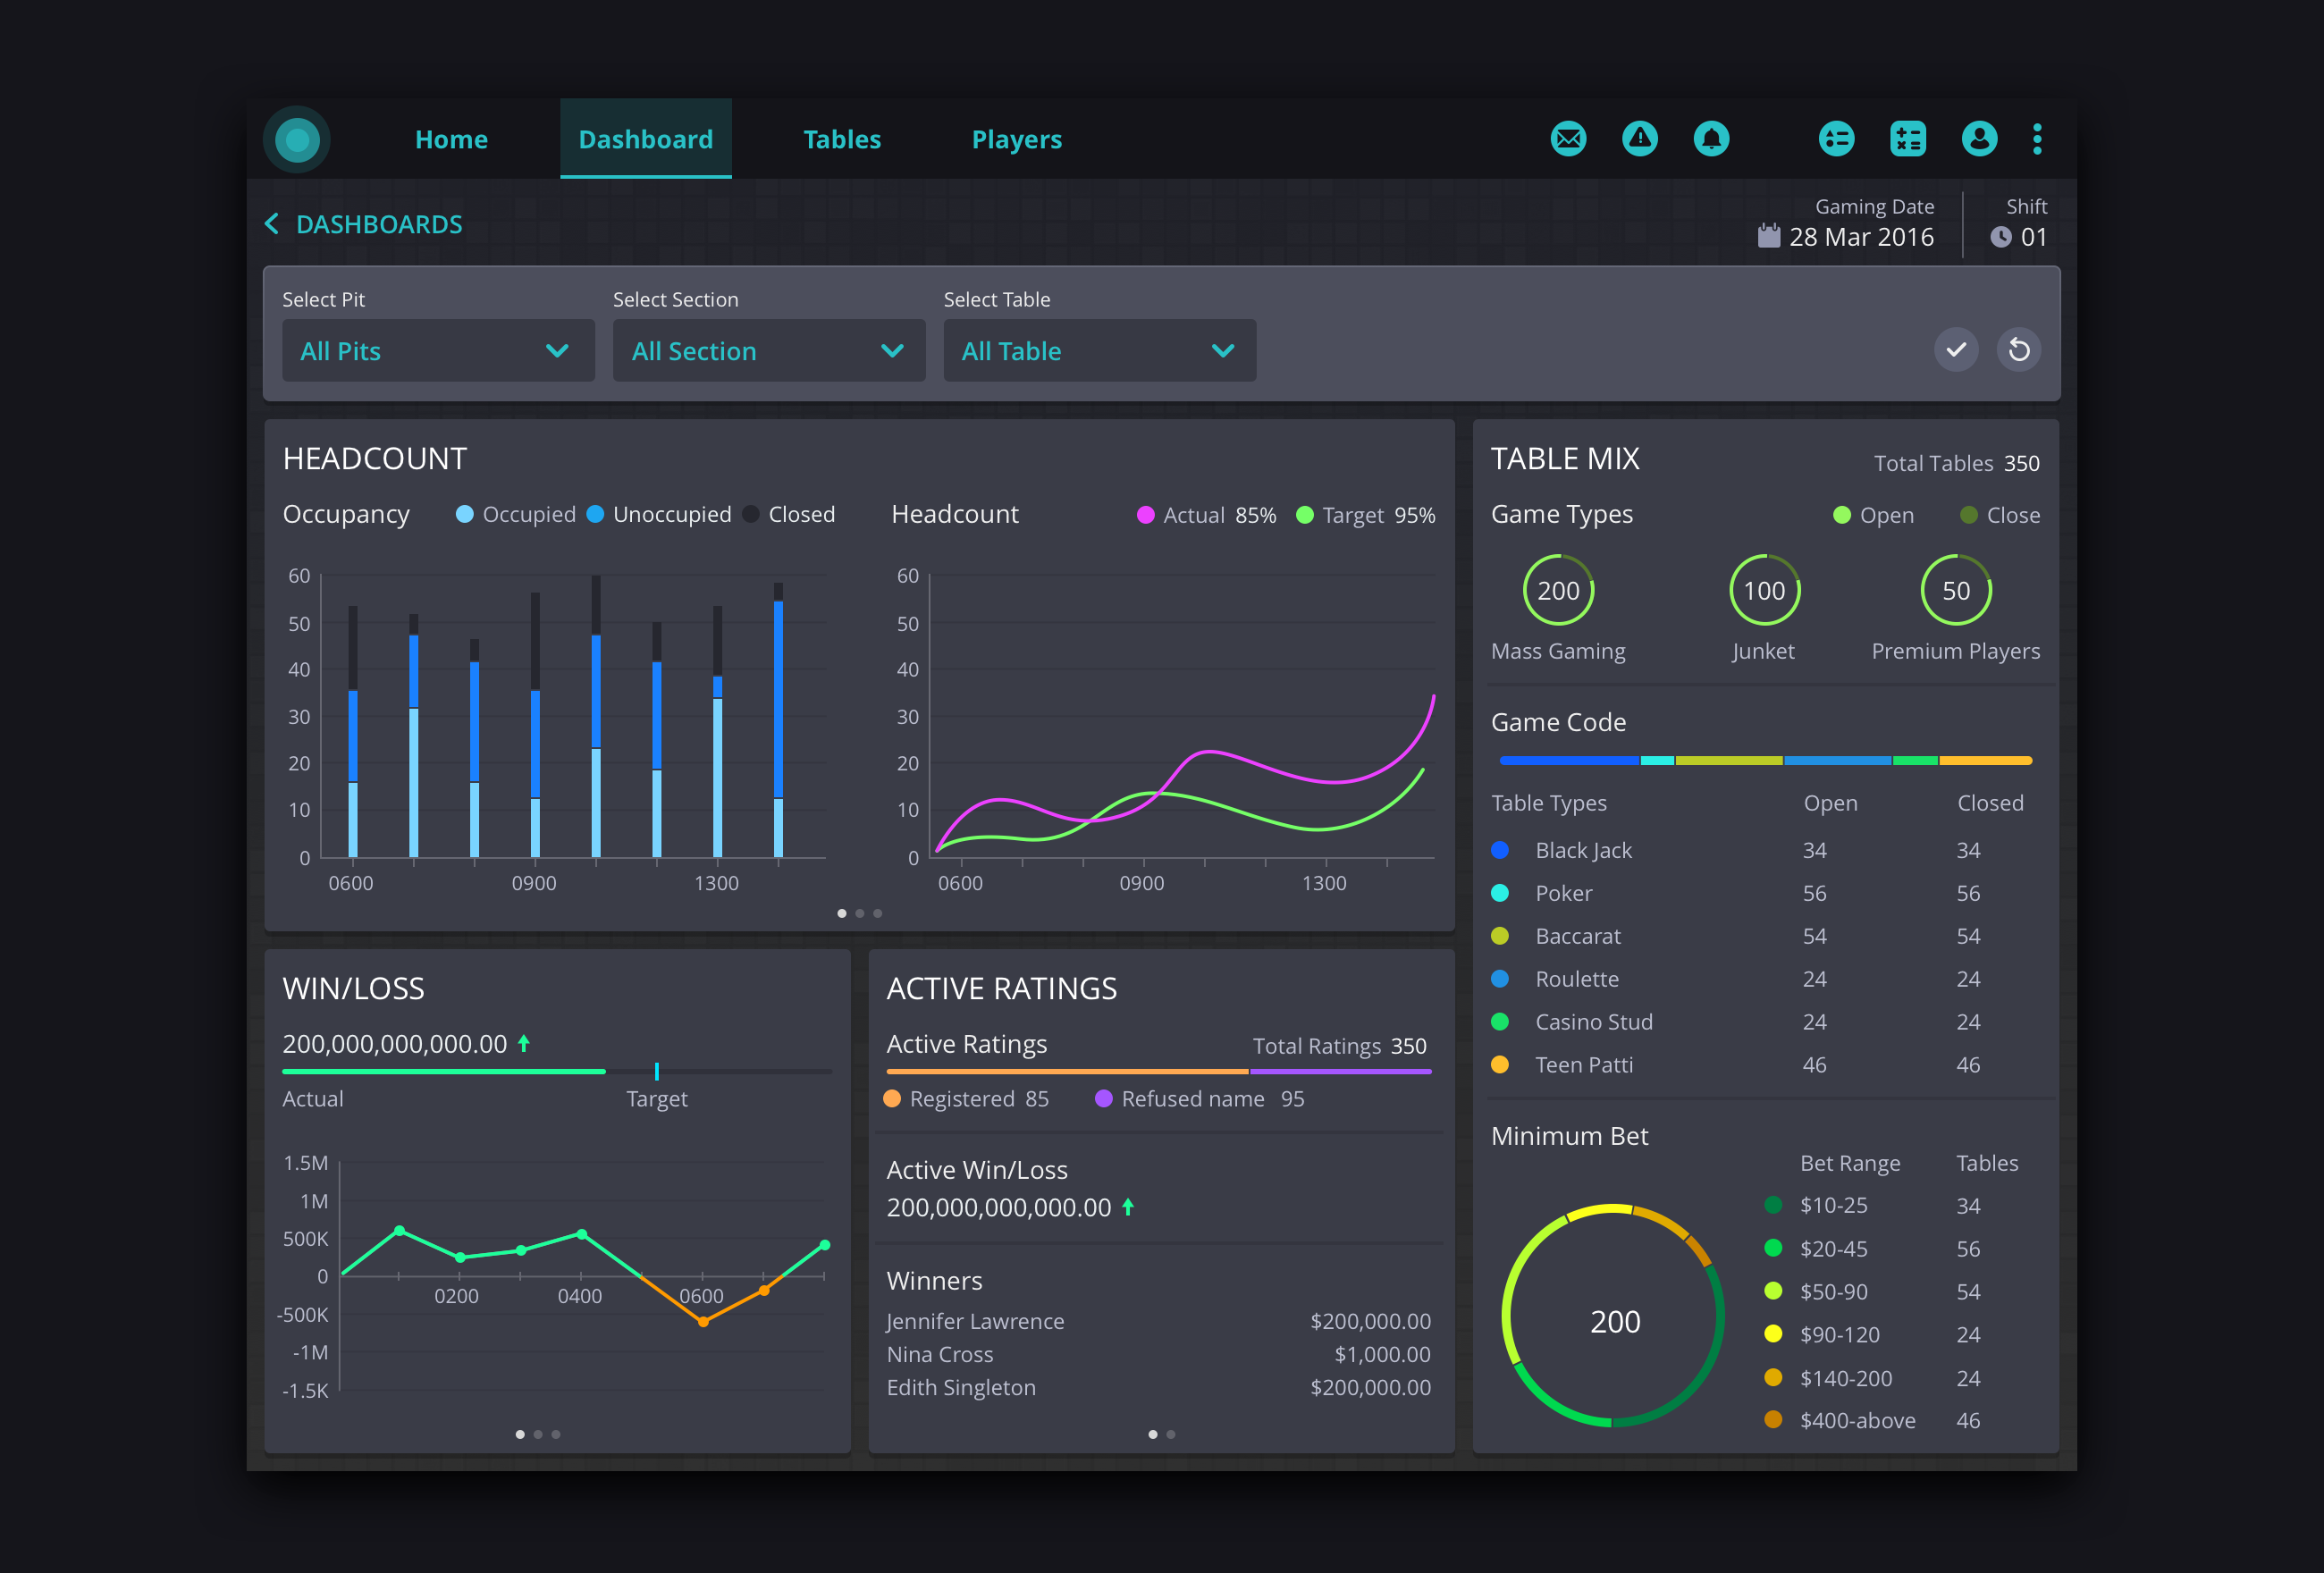 Home Dashboard Tables Players
DASHBOARDS
Gaming Date
28 Mar 2016
Shift
01
Select Pit
All Pits
Select Section
All Section
Select Table
All Table
HEADCOUNT
Occupancy Occupied Unoccupied Closed
60
50
40
30
20
10
0
0600 0900 1300
Headcount Actual 85% Target 95%
60
50
40
30
20
10
0
0600 0900 1300
TABLE MIX Total Tables 350
Game Types Open Close
200 100 50
Mass Gaming Junket Premium Players
Game Code
Table Types Open Closed
Black Jack 34 34
Poker 56 56
Baccarat 54 54
Roulette 24 24
Casino Stud 24 24
Teen Patti 46 46
Minimum Bet
200
Bet Range Tables
$10-25 34
$20-45 56
$50-90 54
$90-120 24
$140-200 24
$400-above 46
WIN/LOSS
200,000,000,000.00
Actual Target
1.5M
1M
500K
0
0200 0400 0600
-500K
-1M
-1.5K
ACTIVE RATINGS
Active Ratings Total Ratings 350
Registered 85 Refused name 95
Active Win/Loss
200,000,000,000.00
Winners
Jennifer Lawrence $200,000.00
Nina Cross $1,000.00
Edith Singleton $200,000.00